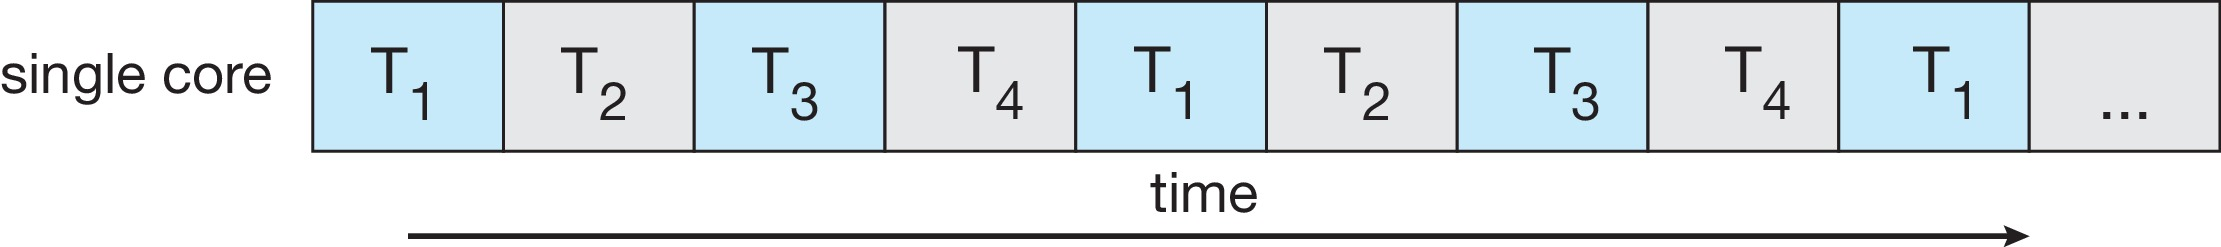 single core T₁ T₂ T₃ T₄ T₁ T₂ T₃ T₄ T₁ ...
time